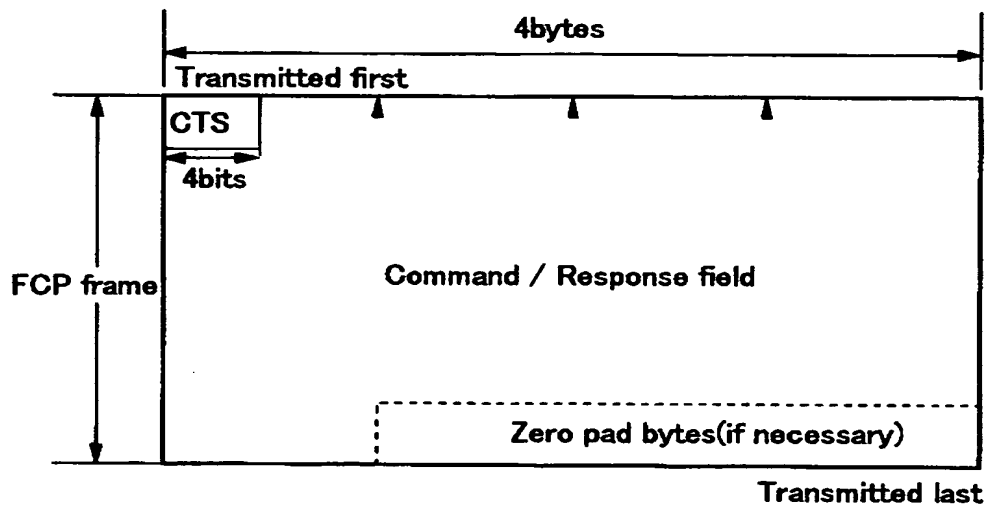 4bytes
Transmitted first
CTS
4bits
FCP frame
Command / Response field
Zero pad bytes(if necessary)
Transmitted last